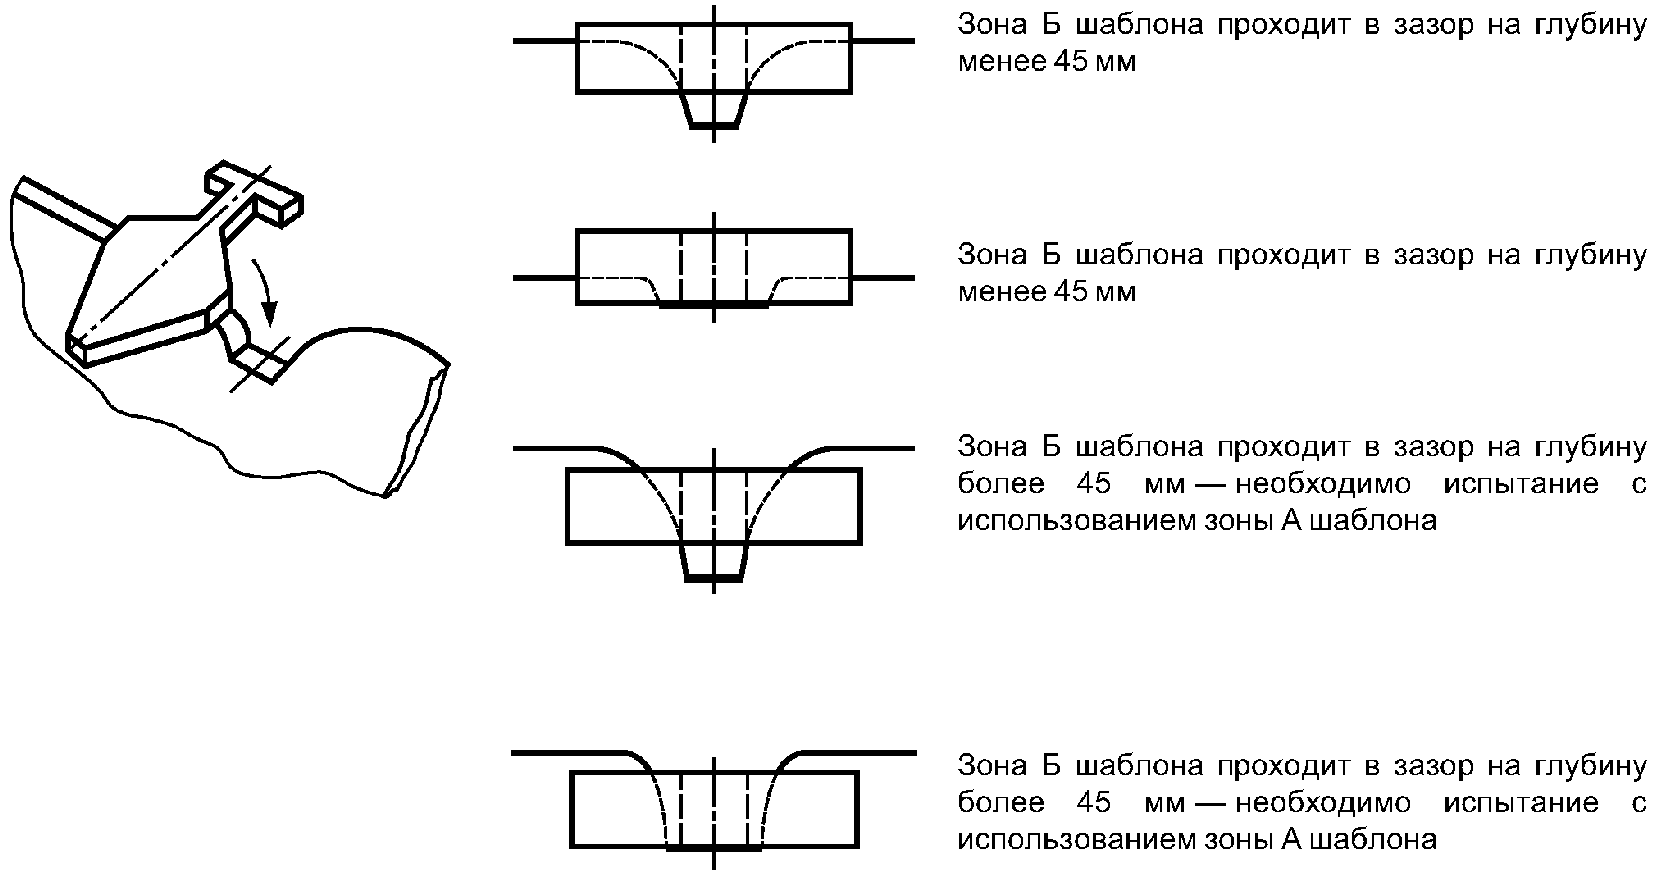 Зона Б шаблона проходит в зазор на глубину
менее 45 мм
Зона Б шаблона проходит в зазор на глубину
менее 45 мм
Зона Б шаблона проходит в зазор на глубину
более 45 мм — необходимо испытание с
использованием зоны А шаблона
Зона Б шаблона проходит в зазор на глубину
более 45 мм — необходимо испытание с
использованием зоны А шаблона